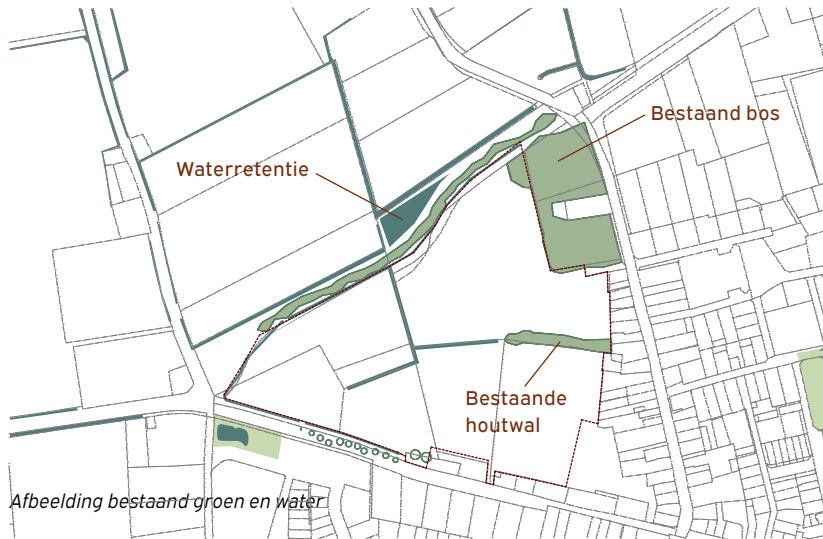 Bestaand bos
Waterretentie
Bestaande
houtwal
Afbeelding bestaand groen en water